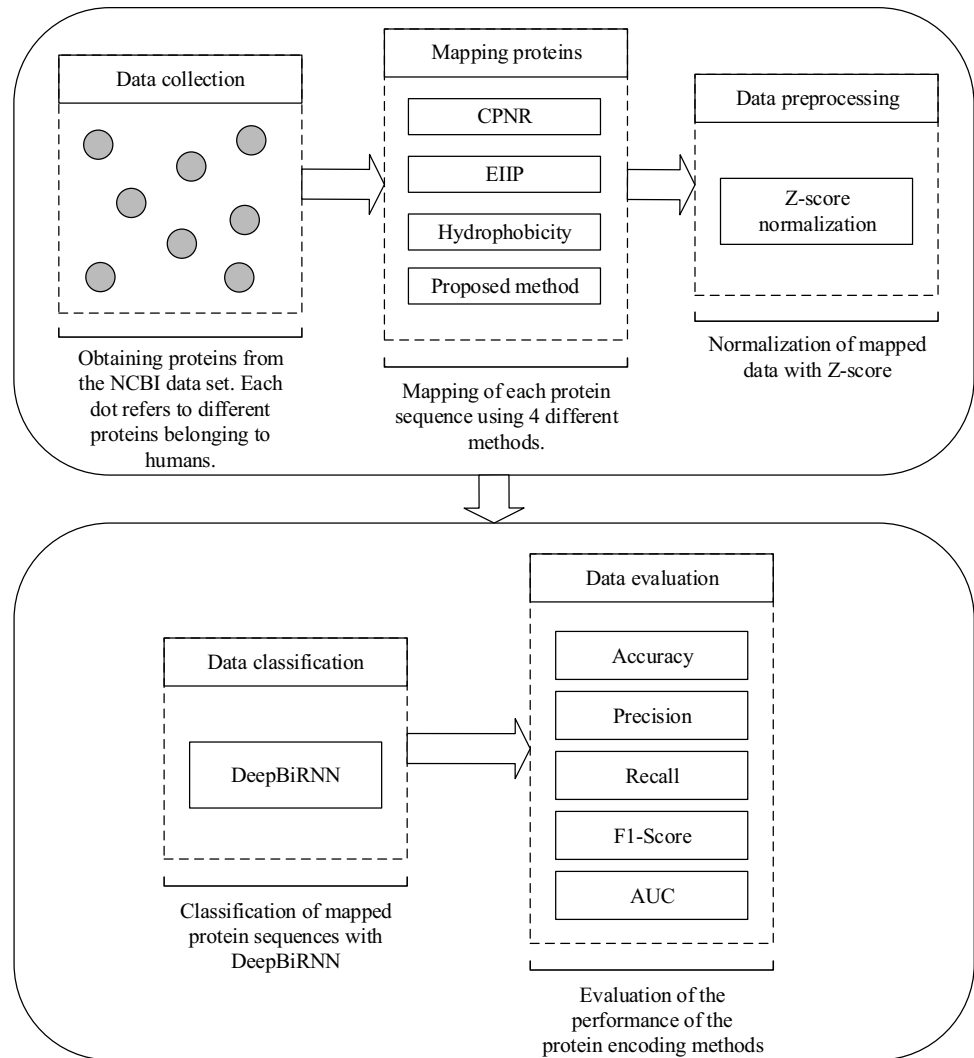 Data collection
Obtaining proteins from
the NCBI data set. Each
dot refers to different
proteins belonging to
humans.
Mapping proteins
CPNR
EIIP
Hydrophobicity
Proposed method
Mapping of each protein
sequence using 4 different
methods.
Data preprocessing
Z-score
normalization
Normalization of mapped
data with Z-score
Data classification
DeepBiRNN
Classification of mapped
protein sequences with
DeepBiRNN
Data evaluation
Accuracy
Precision
Recall
F1-Score
AUC
Evaluation of the
performance of the
protein encoding methods